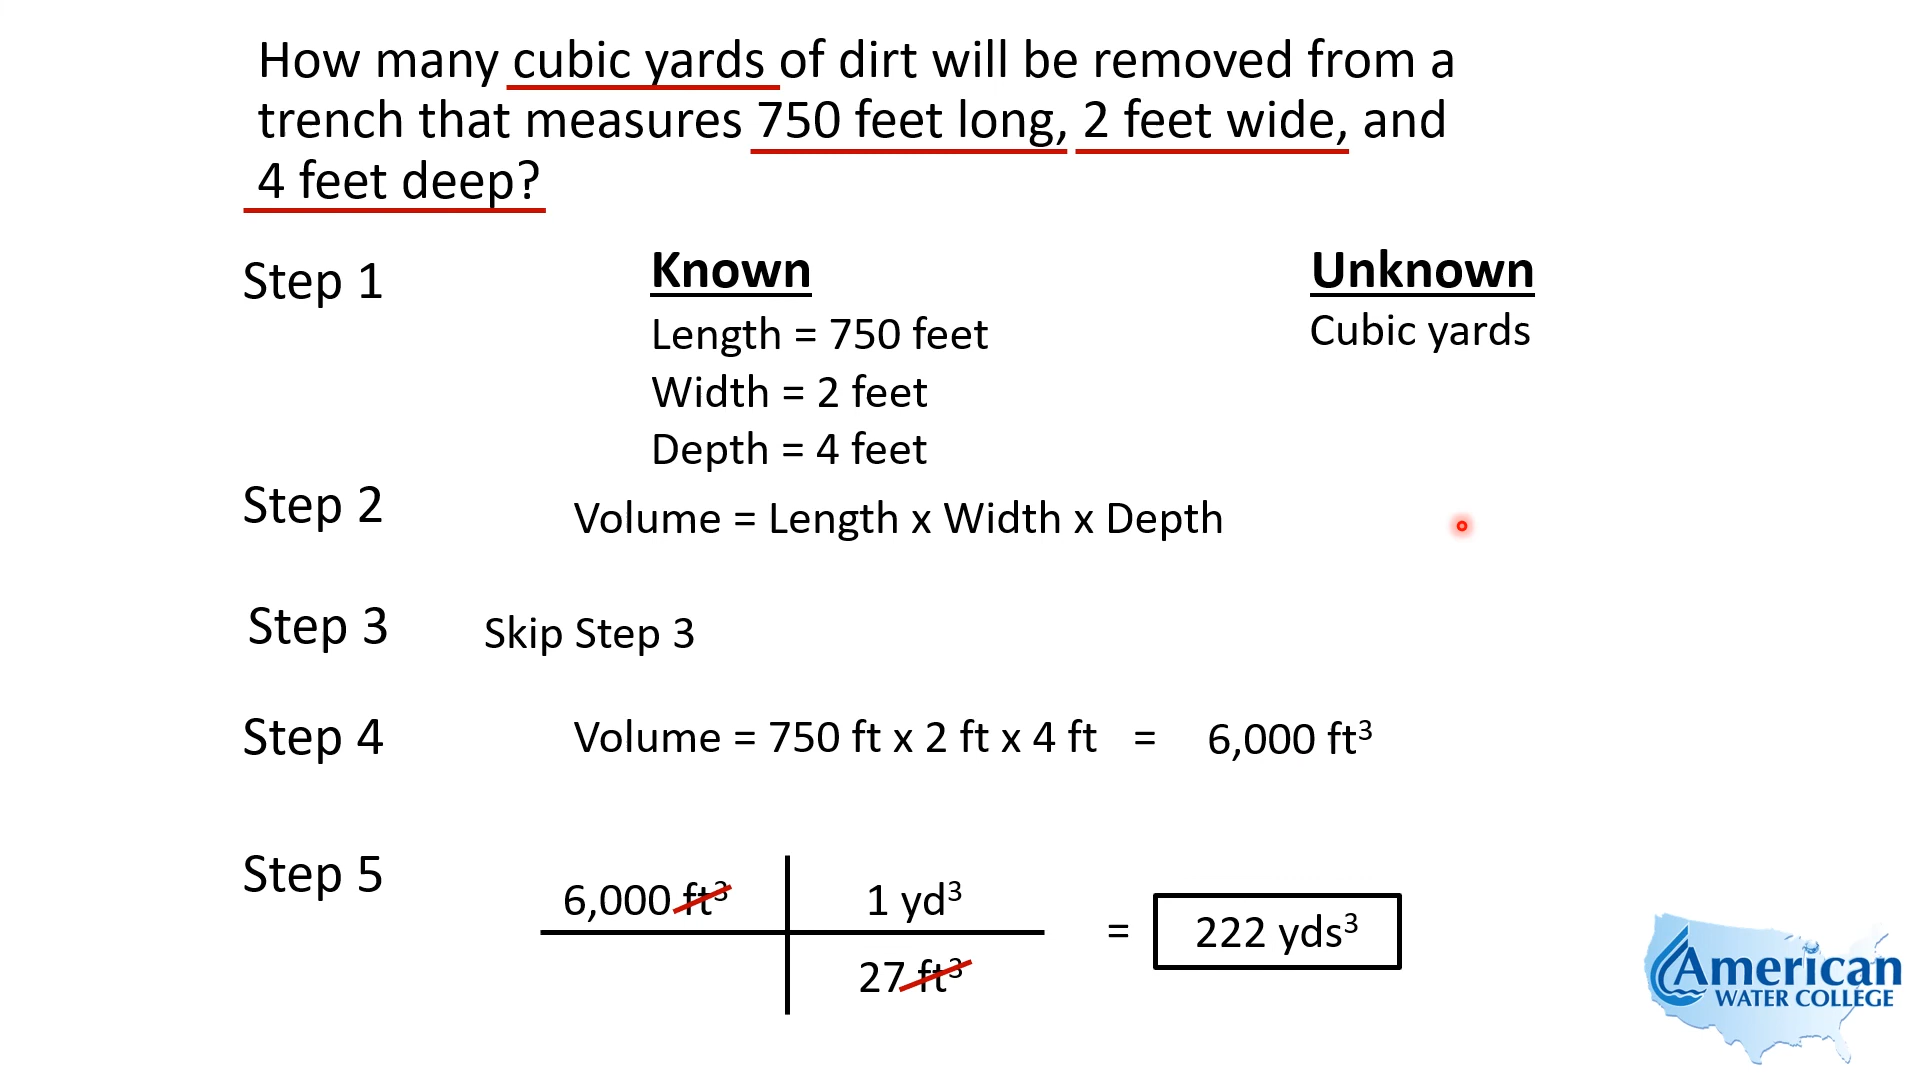 How many cubic yards of dirt will be removed from a
trench that measures 750 feet long, 2 feet wide, and
4 feet deep?
Step 1
Known
Unknown
Length = 750 feet
Cubic yards
Width = 2 feet
Depth = 4 feet
Step 2
Volume = Length x Width x Depth
Step 3
Skip Step 3
Step 4
Volume = 750 ft x 2 ft x 4 ft = 6,000 ft³
Step 5
6,000 ft³
1 yd³
27 ft³
= 222 yds³
American
WATER COLLEGE